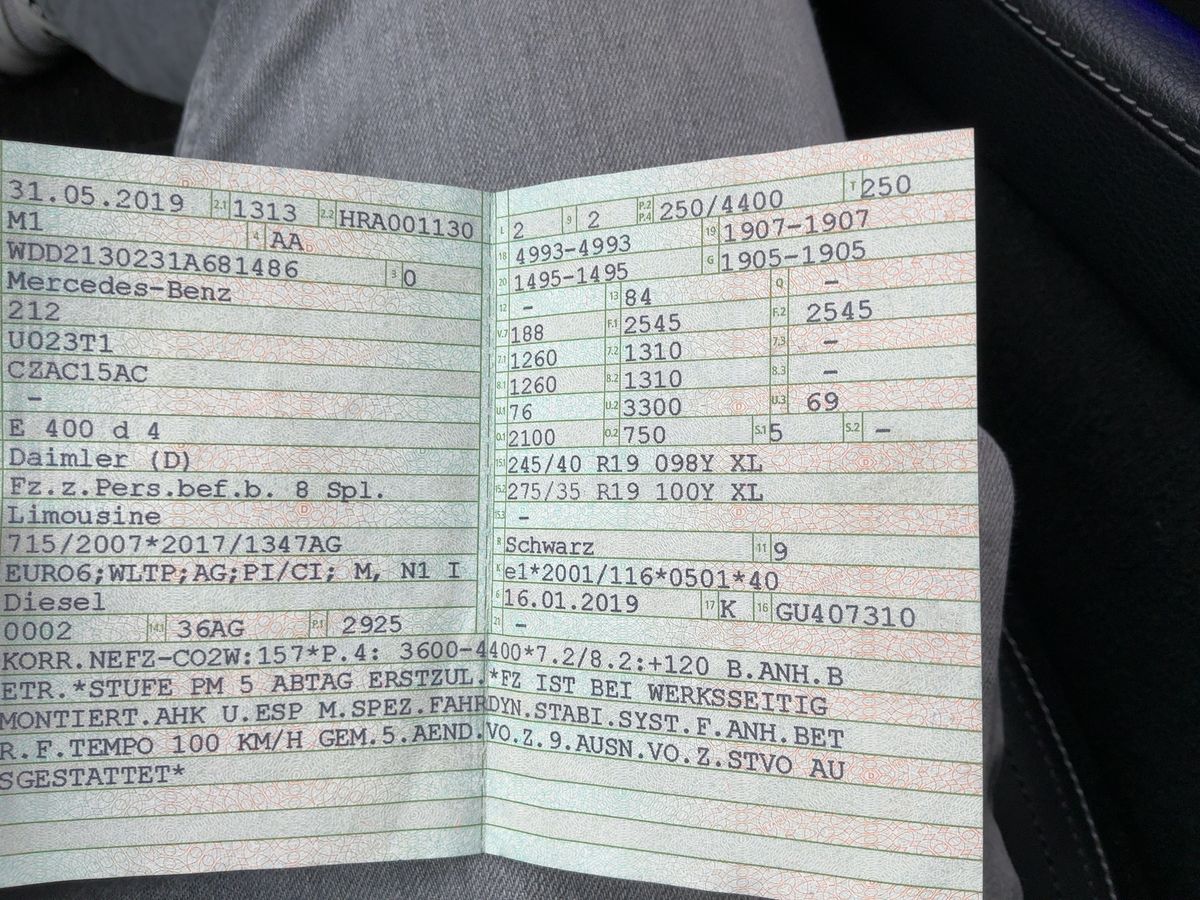 31.05.2019 2.1 1313 2.2 HRA001130
M1 4 AA
WDD2130231A681486 3 0
Mercedes-Benz
212
U023T1
CZAC15AC
–
E 400 d 4
Daimler (D)
Fz.z.Pers.bef.b. 8 Spl.
Limousine
715/2007*2017/1347AG
EURO6;WLTP;AG;PI/CI; M, N1 I
Diesel
0002 14.1 36AG P.1 2925
L 2 9 2 P.2 P.4 250/4400 T 250
18 4993-4993 19 1907-1907
20 1495-1495 G 1905-1905
12 – 13 84 Q –
V.7 188 F.1 2545 F.2 2545
7.1 1260 7.2 1310 7.3 –
8.1 1260 8.2 1310 8.3 –
U.1 76 U.2 3300 U.3 69
O.1 2100 O.2 750 S.1 5 S.2 –
15.1 245/40 R19 098Y XL
15.2 275/35 R19 100Y XL
15.3 –
R Schwarz 11 9
K e1*2001/116*0501*40
6 16.01.2019 17 K 16 GU407310
21 –
KORR.NEFZ-CO2W:157*P.4: 3600-4400*7.2/8.2:+120 B.ANH.B
ETR.*STUFE PM 5 ABTAG ERSTZUL.*FZ IST BEI WERKSSEITIG
MONTIERT.AHK U.ESP M.SPEZ.FAHRDYN.STABI.SYST.F.ANH.BET
R.F.TEMPO 100 KM/H GEM.5.AEND.VO.Z.9.AUSN.VO.Z.STVO AU
SGESTATTET*